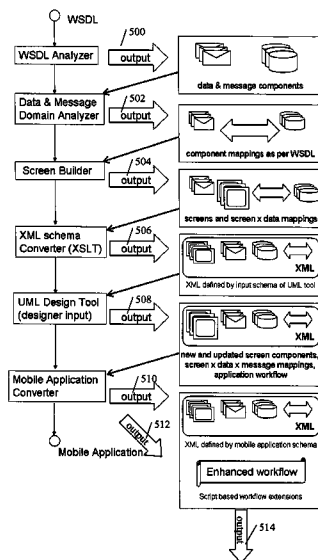 WSDL
500
WSDL Analyzer
output
data & message components
502
Data & Message
Domain Analyzer
output
component mappings as per WSDL
504
Screen Builder
output
screens and screen x data mappings
506
XML schema
Converter (XSLT)
output
XML
XML defined by input schema of UML tool
508
UML Design Tool
(designer input)
output
XML
new and updated screen components,
screen x data x message mappings,
application workflow
510
Mobile Application
Converter
output
XML
XML defined by mobile application schema
512
output
Mobile Application
Enhanced workflow
Script based workflow extensions
output
514